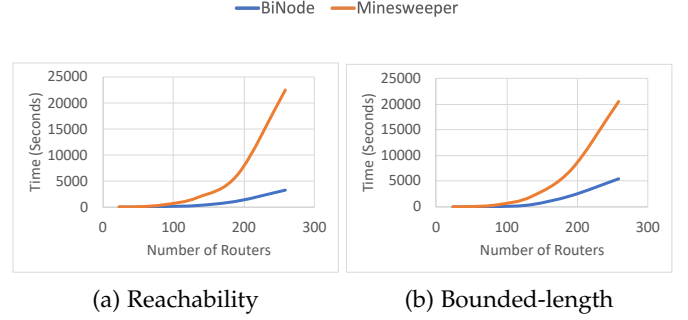 BiNode Minesweeper
25000
20000
15000
10000
5000
0
Time (Seconds)
0 100 200 300
Number of Routers
(a) Reachability
25000
20000
15000
10000
5000
0
Time (Seconds)
0 100 200 300
Number of Routers
(b) Bounded-length